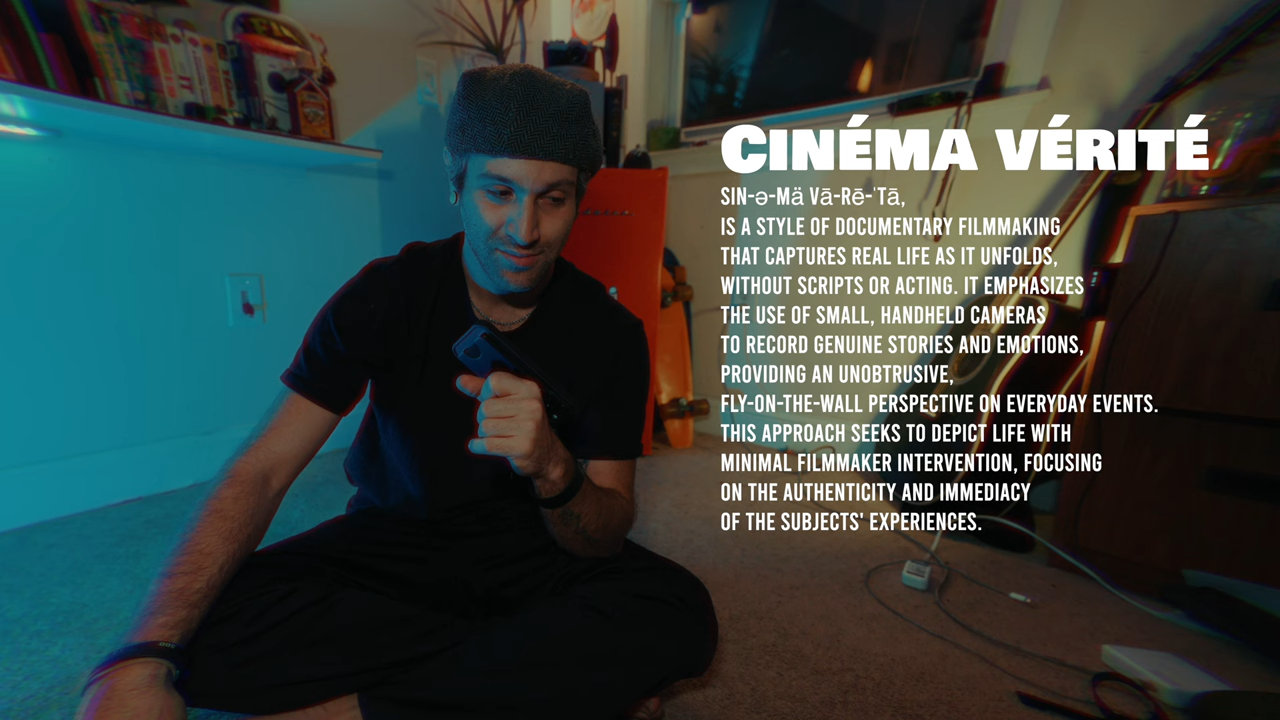 CINÉMA VÉRITÉ
SIN-ə-Mä Vā-Rē-ˈTā,
IS A STYLE OF DOCUMENTARY FILMMAKING
THAT CAPTURES REAL LIFE AS IT UNFOLDS,
WITHOUT SCRIPTS OR ACTING. IT EMPHASIZES
THE USE OF SMALL, HANDHELD CAMERAS
TO RECORD GENUINE STORIES AND EMOTIONS,
PROVIDING AN UNOBTRUSIVE,
FLY-ON-THE-WALL PERSPECTIVE ON EVERYDAY EVENTS.
THIS APPROACH SEEKS TO DEPICT LIFE WITH
MINIMAL FILMMAKER INTERVENTION, FOCUSING
ON THE AUTHENTICITY AND IMMEDIACY
OF THE SUBJECTS' EXPERIENCES.